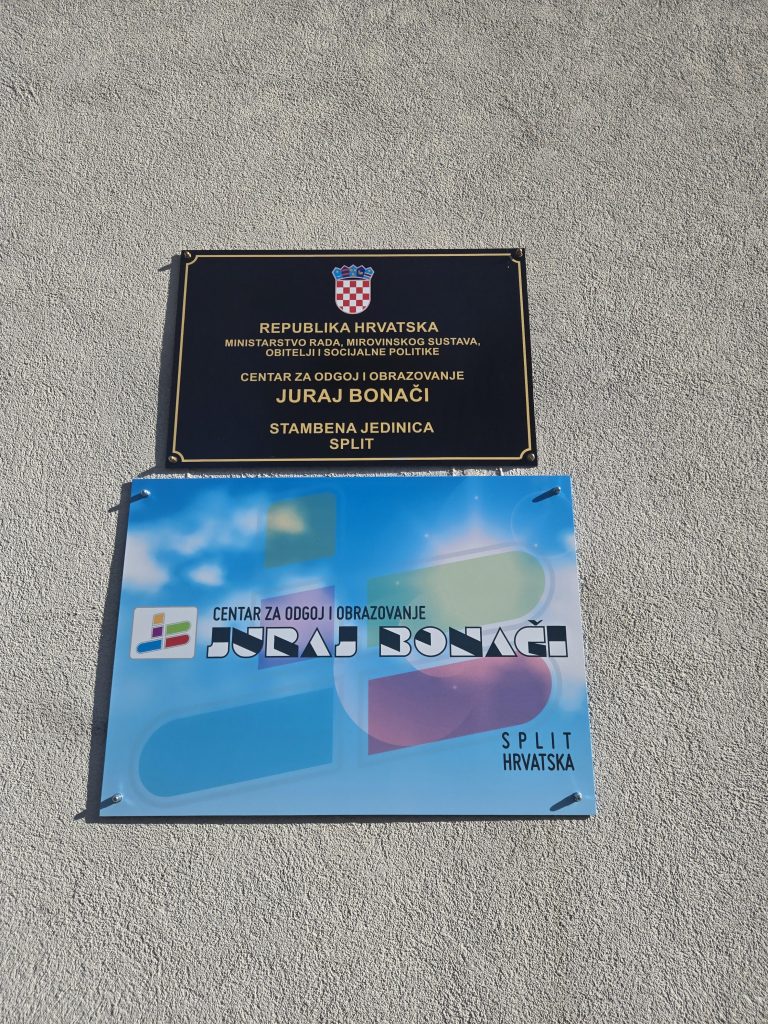 REPUBLIKA HRVATSKA
MINISTARSTVO RADA, MIROVINSKOG SUSTAVA,
OBITELJI I SOCIJALNE POLITIKE
CENTAR ZA ODGOJ I OBRAZOVANJE
JURAJ BONAČI
STAMBENA JEDINICA
SPLIT
CENTAR ZA ODGOJ I OBRAZOVANJE
JURAJ BONAČI
SPLIT
HRVATSKA